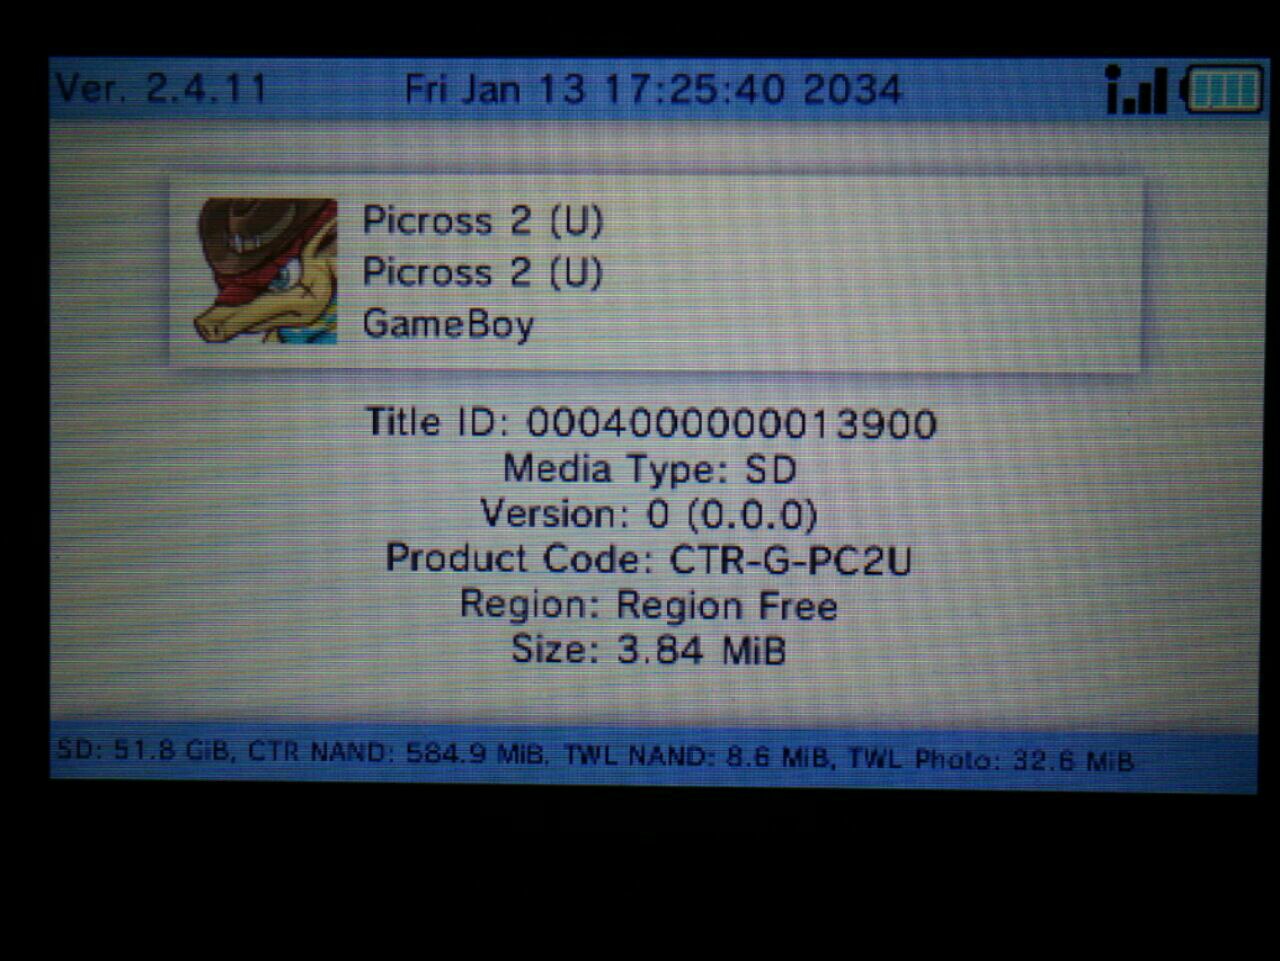 Ver. 2.4.11 Fri Jan 13 17:25:40 2034
Picross 2 (U)
Picross 2 (U)
GameBoy
Title ID: 0004000000013900
Media Type: SD
Version: 0 (0.0.0)
Product Code: CTR-G-PC2U
Region: Region Free
Size: 3.84 MiB
SD: 51.8 GiB, CTR NAND: 584.9 MiB, TWL NAND: 8.6 MiB, TWL Photo: 32.6 MiB